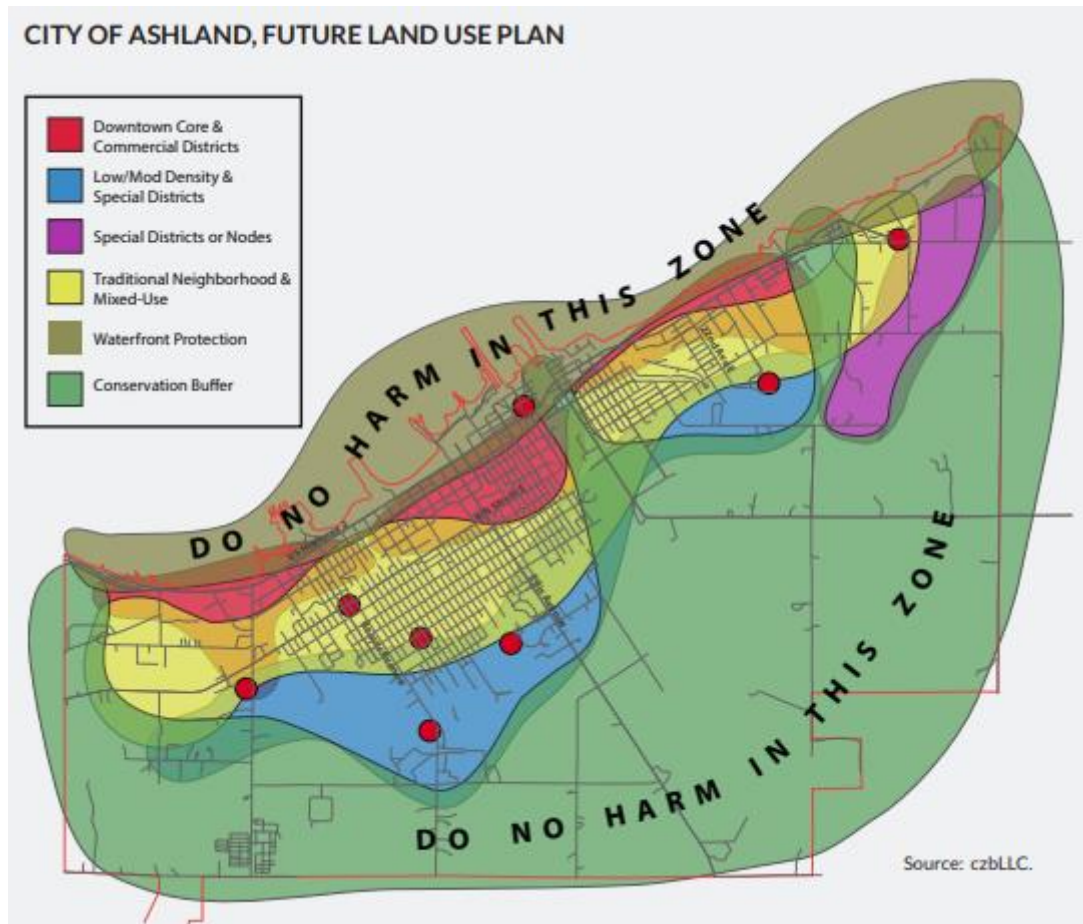 CITY OF ASHLAND, FUTURE LAND USE PLAN
Downtown Core &
Commercial Districts
Low/Mod Density &
Special Districts
Special Districts or Nodes
Traditional Neighborhood &
Mixed-Use
Waterfront Protection
Conservation Buffer
DO NO HARM IN THIS ZONE
DO NO HARM IN THIS ZONE
Source: czbLLC.